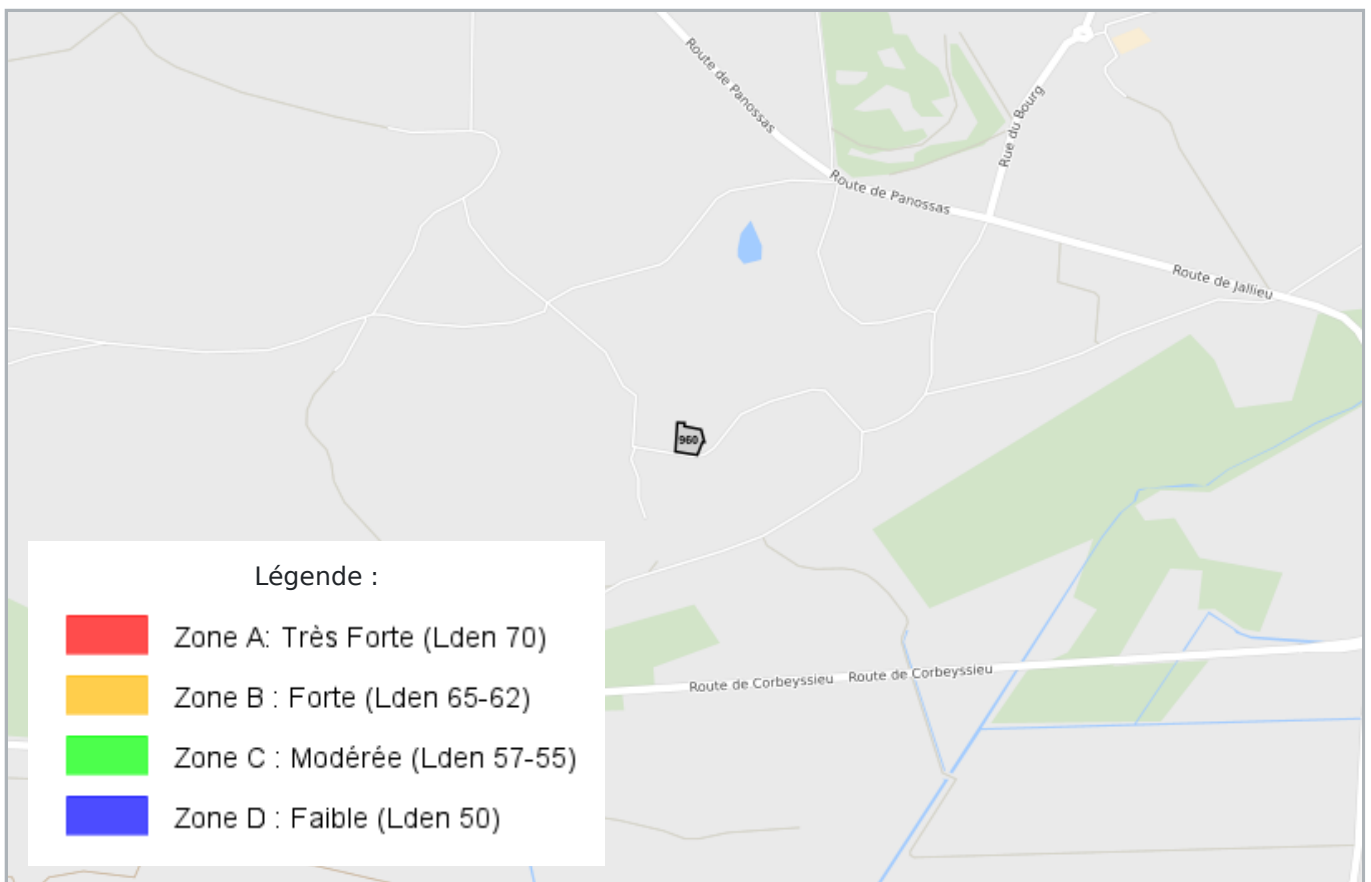 Route de Panossas
Rue du Bourg
Route de Panossas
Route de Jallieu
960
Légende :
Zone A: Très Forte (Lden 70)
Zone B : Forte (Lden 65-62)
Zone C : Modérée (Lden 57-55)
Zone D : Faible (Lden 50)
Route de Corbeyssieu Route de Corbeyssieu